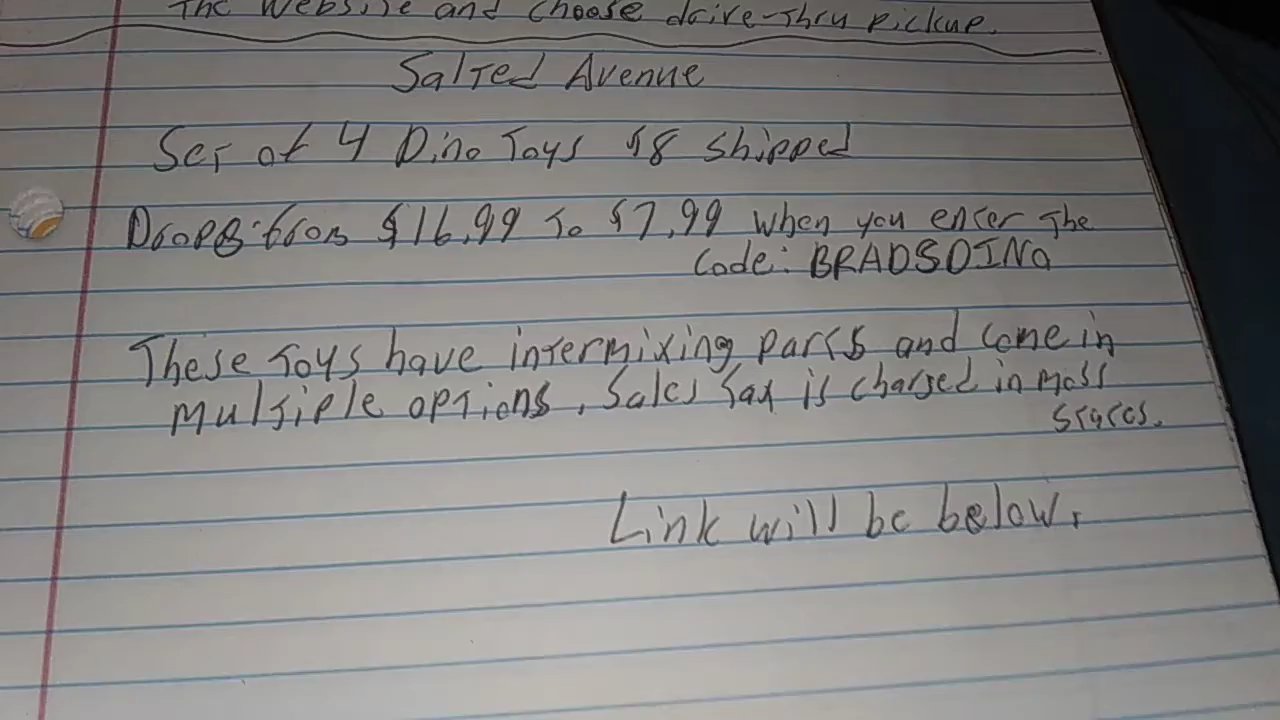 The Website and choose drive-Thru Pickup.
Salted Avenue
Set of 4 Dino Toys $8 shipped
Drops from $16.99 To $7.99 when you enter The
Code: BRADSDINO
These Toys have intermixing parts and come in
multiple options. Sales Tax is charged in most
states.
Link will be below.